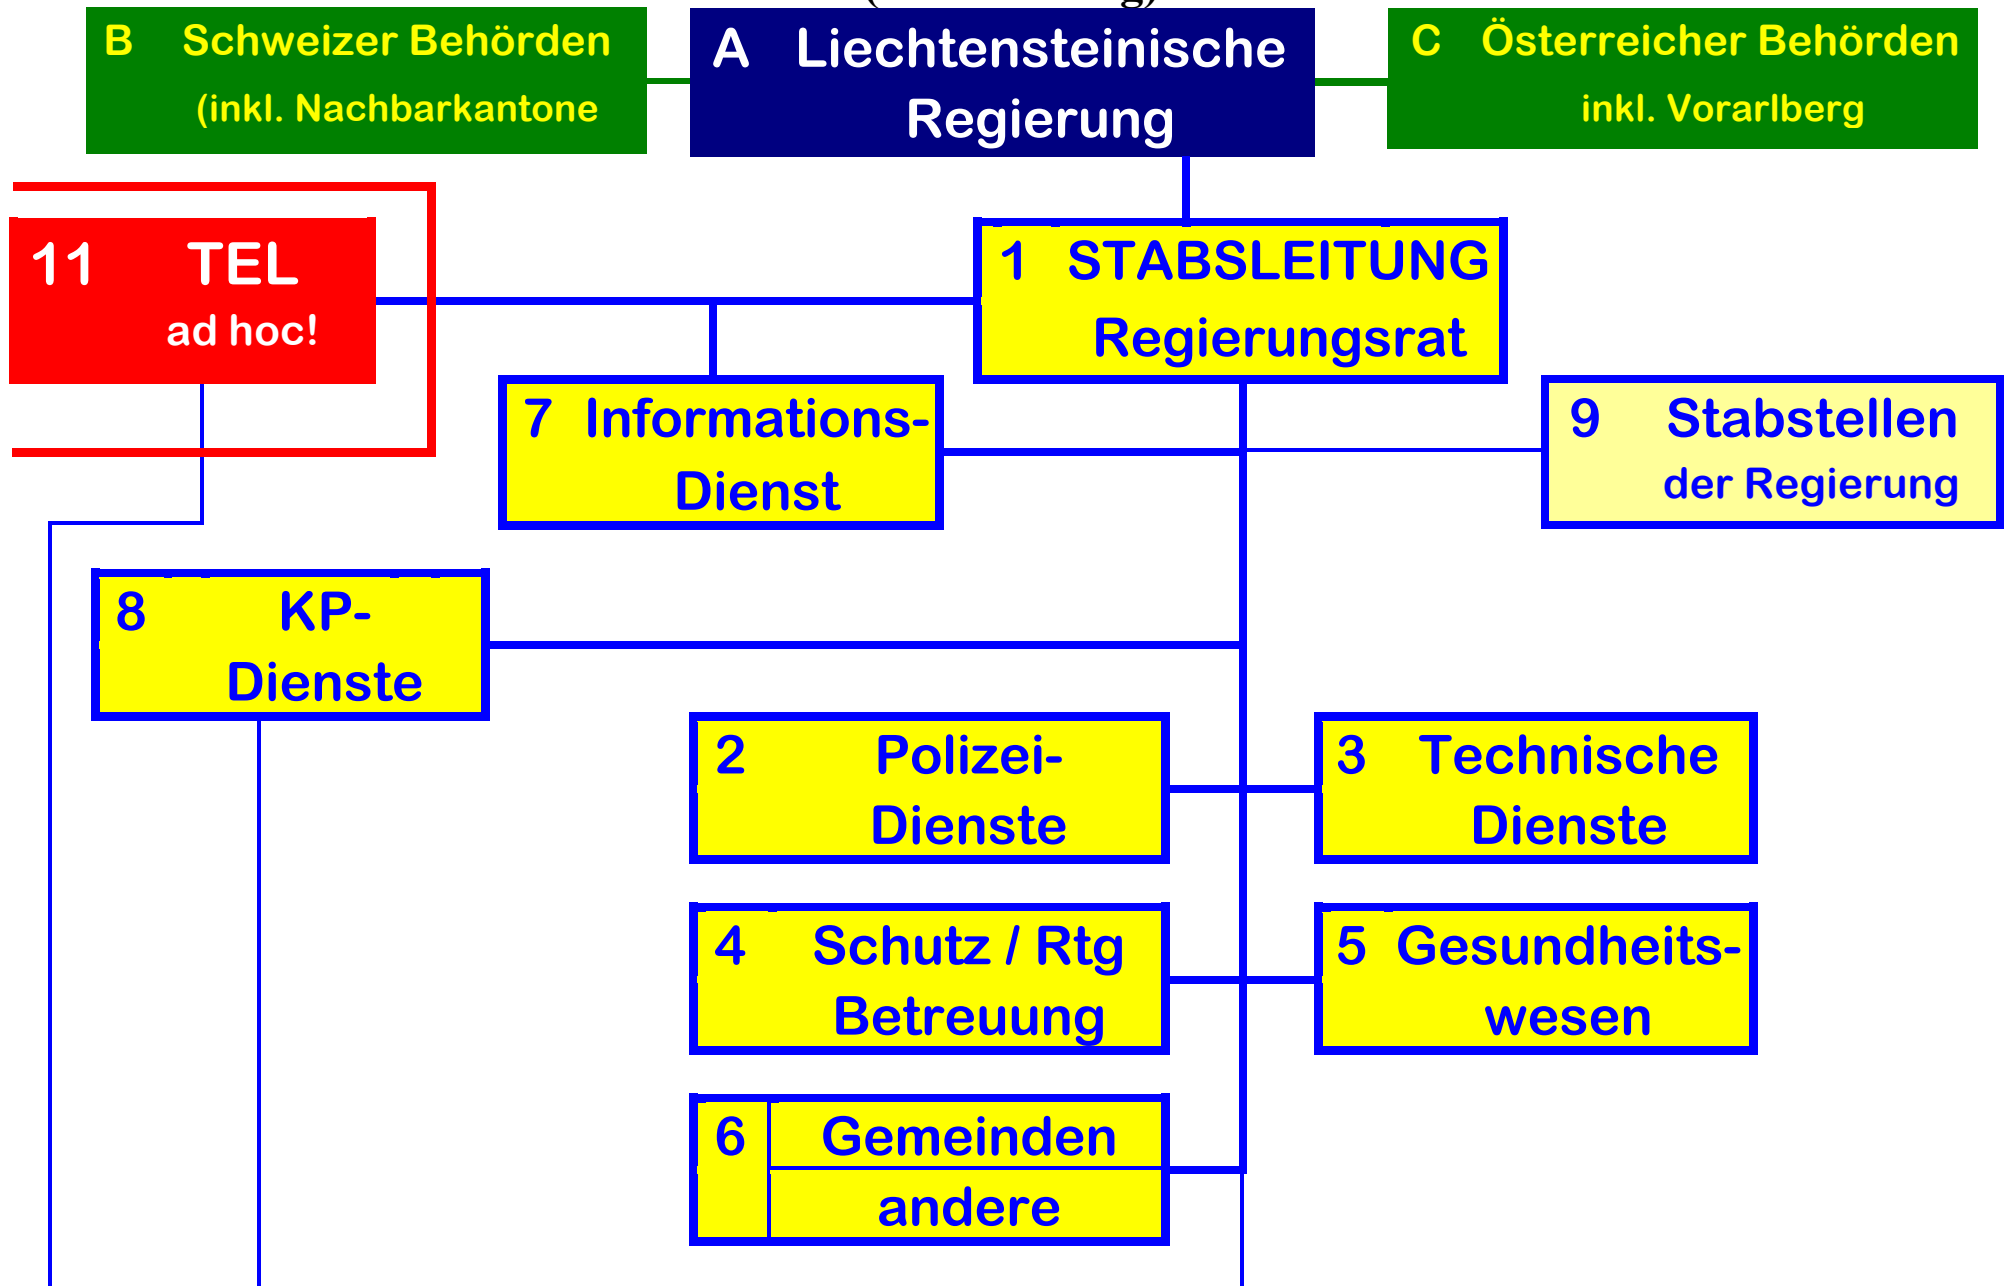 B Schweizer Behörden
(inkl. Nachbarkantone
A Liechtensteinische
Regierung
C Österreicher Behörden
inkl. Vorarlberg
11 TEL
ad hoc!
1 STABSLEITUNG
Regierungsrat
7 Informations-
Dienst
9 Stabstellen
der Regierung
8 KP-
Dienste
2 Polizei-
Dienste
3 Technische
Dienste
4 Schutz / Rtg
Betreuung
5 Gesundheits-
wesen
6 Gemeinden
andere